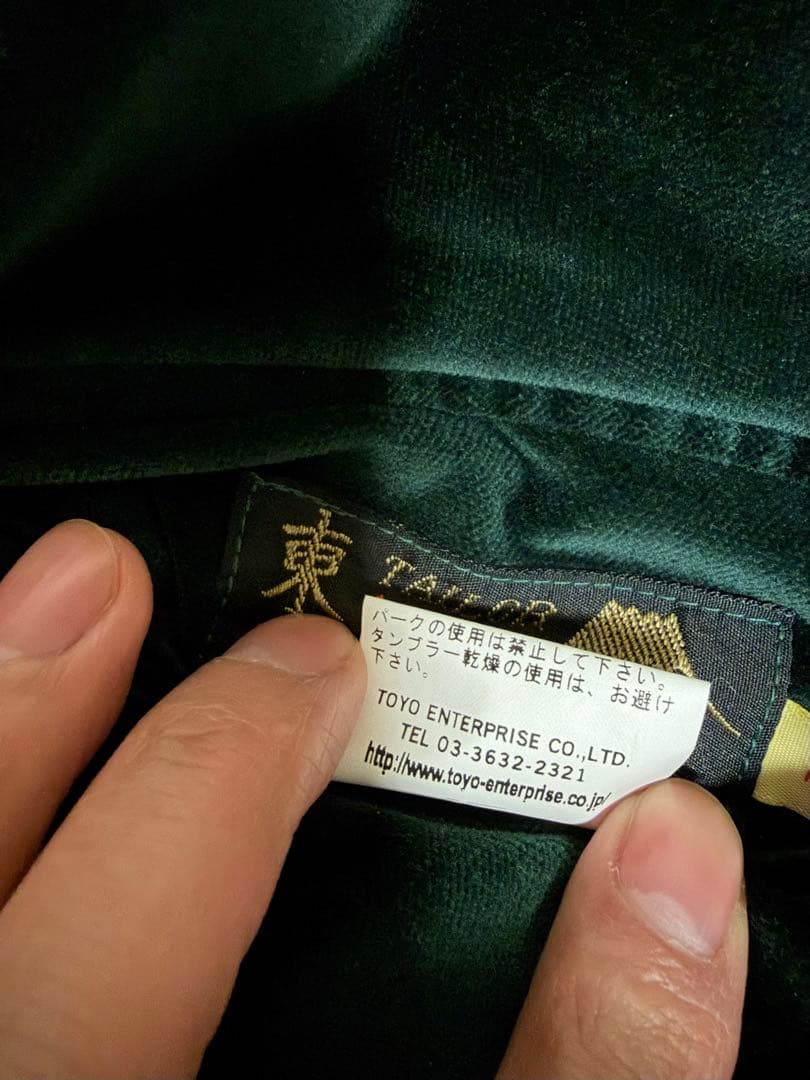 東
TAILOR
パークの使用は禁止して下さい。
タンブラー乾燥の使用は、お避け
下さい。
TOYO ENTERPRISE CO.,LTD.
TEL 03-3632-2321
http://www.toyo-enterprise.co.jp/